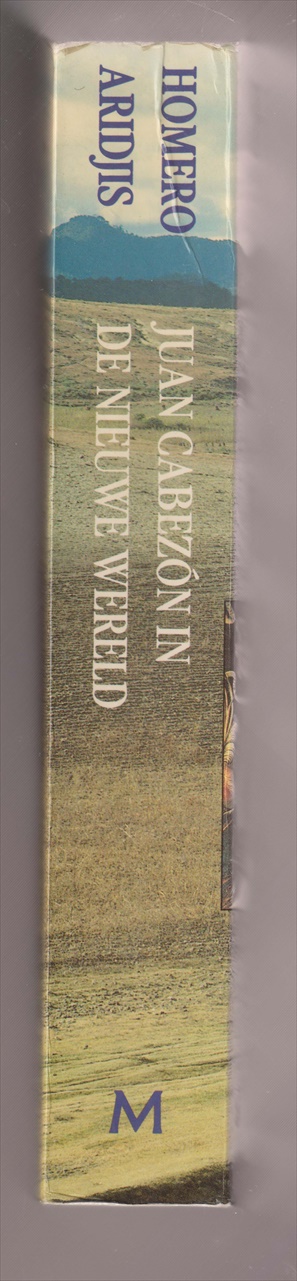 HOMERO
ARIDJIS
JUAN CABEZÓN IN
DE NIEUWE WERELD
M